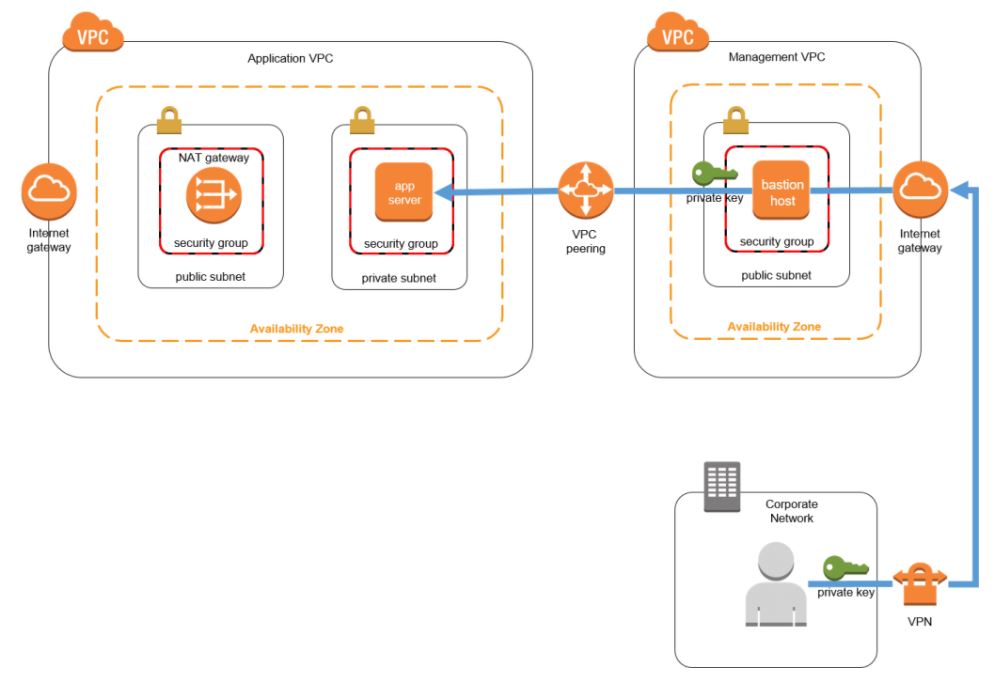 VPC
Application VPC
NAT gateway
security group
public subnet
app
server
security group
private subnet
Availability Zone
Internet
gateway
VPC
peering
VPC
Management VPC
private key
bastion
host
security group
public subnet
Availability Zone
Internet
gateway
Corporate
Network
private key
VPN